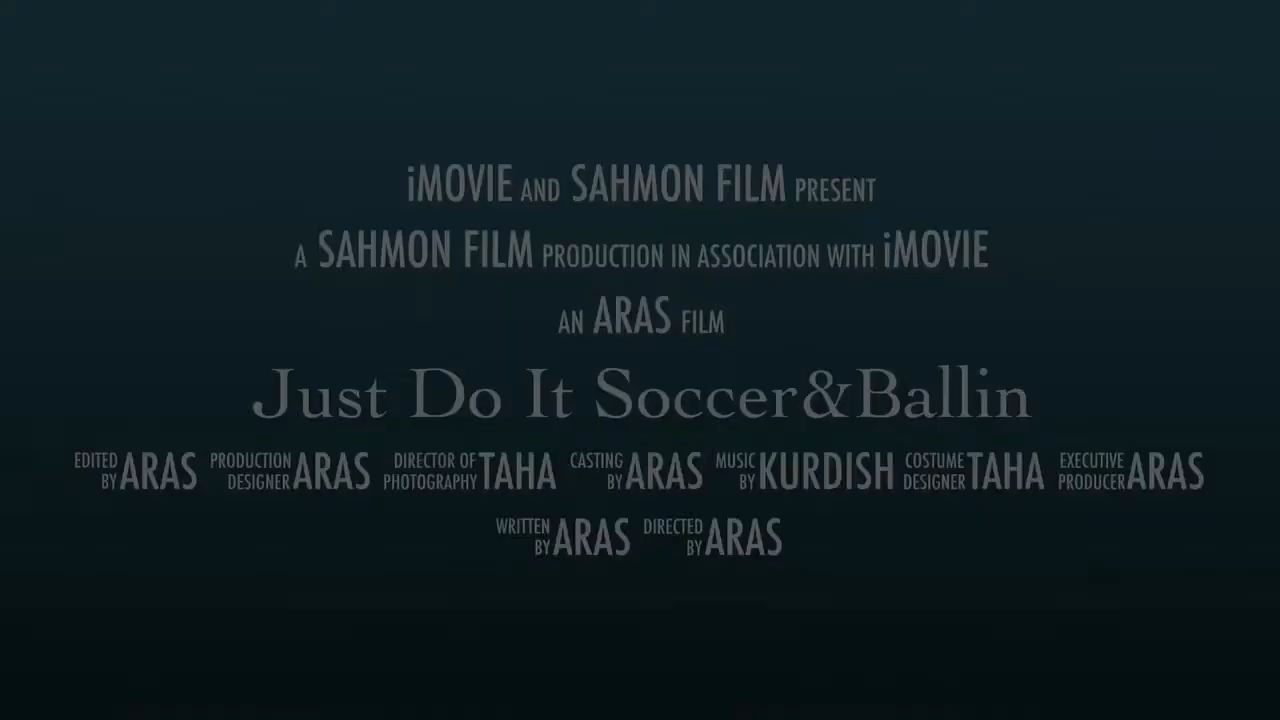 iMOVIE AND SAHMON FILM PRESENT
A SAHMON FILM PRODUCTION IN ASSOCIATION WITH iMOVIE
AN ARAS FILM
Just Do It Soccer&Ballin
EDITED BY ARAS PRODUCTION DESIGNER ARAS DIRECTOR OF PHOTOGRAPHY TAHA CASTING BY ARAS MUSIC BY KURDISH COSTUME DESIGNER TAHA EXECUTIVE PRODUCER ARAS
WRITTEN BY ARAS DIRECTED BY ARAS